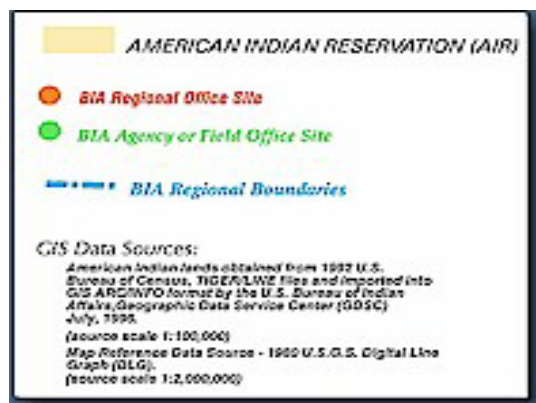 AMERICAN INDIAN RESERVATION (AIR)
BIA Regional Office Site
BIA Agency or Field Office Site
BIA Regional Boundaries
GIS Data Sources:
American Indian lands obtained from 1992 U.S.
Bureau of Census, TIGER/LINE files and imported into
GIS ARC/INFO format by the U.S. Bureau of Indian
Affairs,Geographic Data Service Center (GDSC)
July, 1998.
(source scale 1:100,000)
Map Reference Data Source - U.S.G.S. Digital Line
Graph (DLG).
(source scale 1:2,000,000)